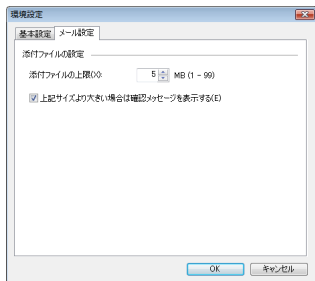 環境設定
基本設定 メール設定
添付ファイルの設定
添付ファイルの上限(X): 5 MB (1 - 99)
上記サイズより大きい場合は確認メッセージを表示する(E)
OK キャンセル